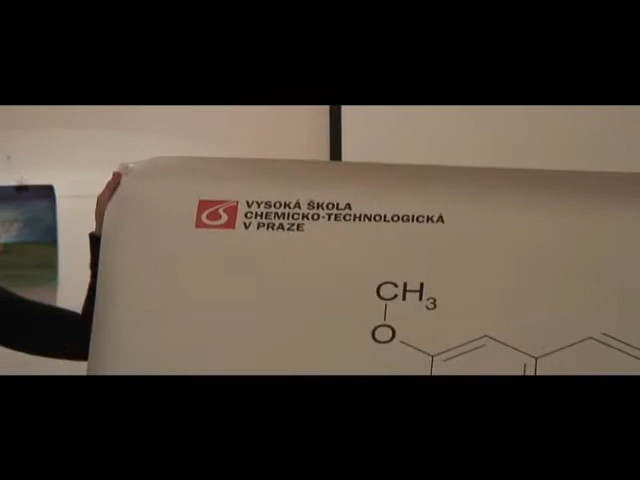 VYSOKÁ ŠKOLA
CHEMICKO-TECHNOLOGICKÁ
V PRAZE
CH3
O